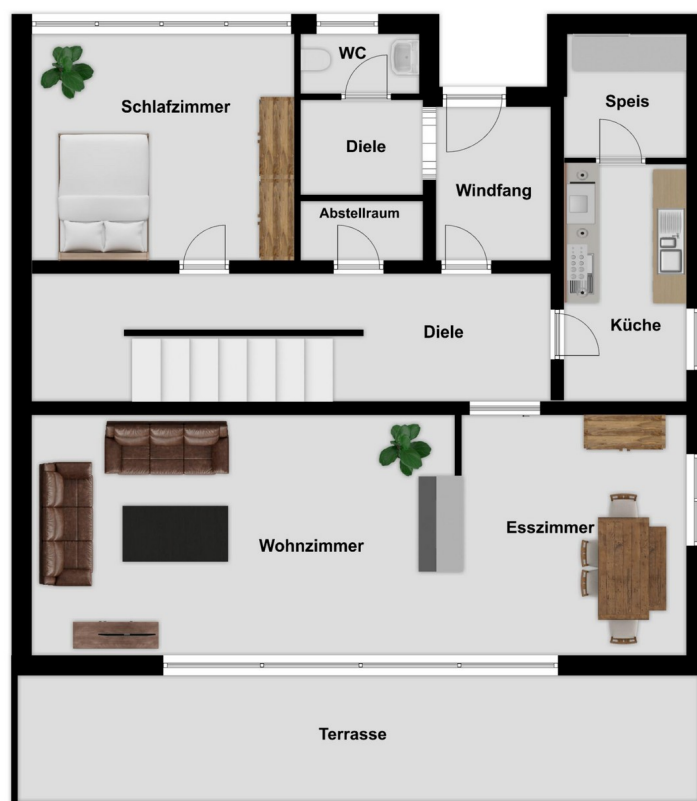 WC
Schlafzimmer
Speis
Diele
Windfang
Abstellraum
Diele
Küche
Esszimmer
Wohnzimmer
Terrasse